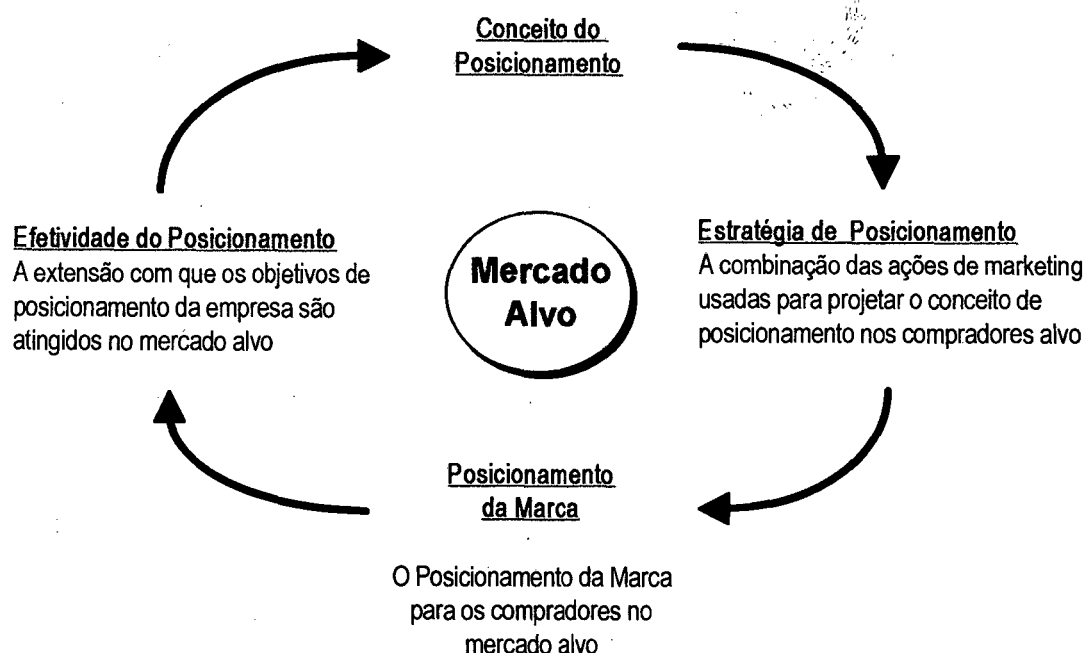 Conceito do
Posicionamento
Efetividade do Posicionamento
A extensão com que os objetivos de
posicionamento da empresa são
atingidos no mercado alvo
Mercado
Alvo
Estratégia de Posicionamento
A combinação das ações de marketing
usadas para projetar o conceito de
posicionamento nos compradores alvo
Posicionamento
da Marca
O Posicionamento da Marca
para os compradores no
mercado alvo